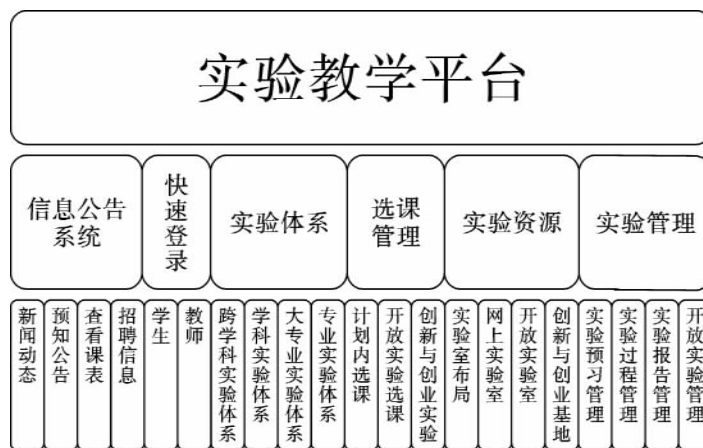 实验教学平台
信息公告
系统
快速登录
实验体系
选课
管理
实验资源
实验管理
新闻动态
预知公告
查看课表
招聘信息
学生
教师
跨学科实验体系
学科实验体系
大专业实验体系
专业实验体系
计划内选课
开放实验选课
创新与创业实验
实验室布局
网上实验室
开放实验室
创新与创业基地
实验预习管理
实验过程管理
实验报告管理
开放实验管理